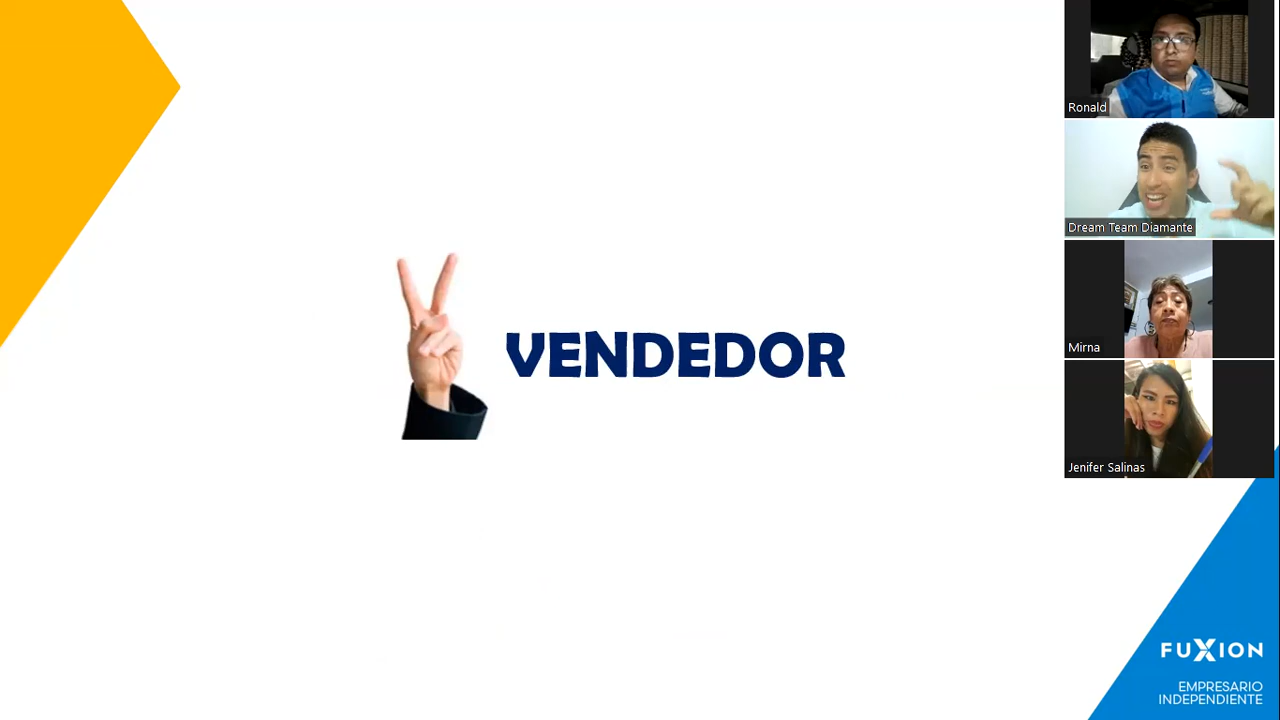 VENDEDOR
Ronald
Dream Team Diamante
Mirna
Jenifer Salinas
FUXION
EMPRESARIO
INDEPENDIENTE